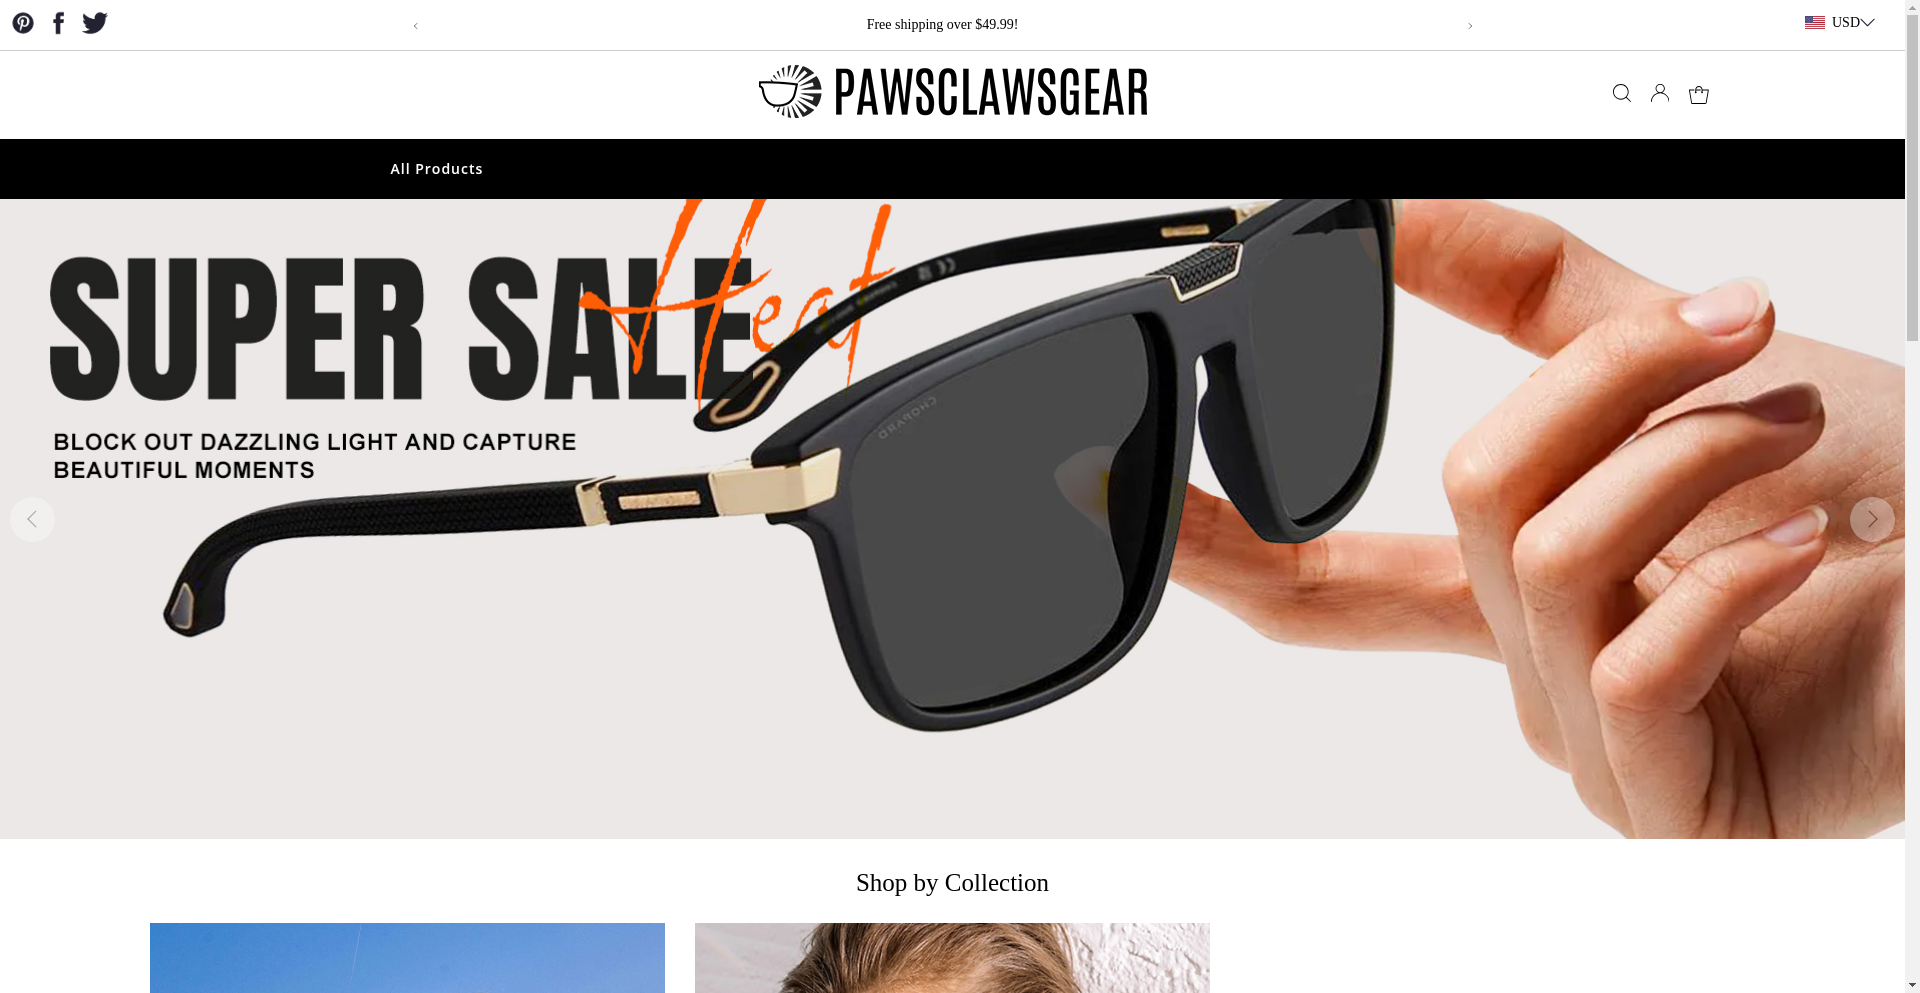 Free shipping over $49.99!
USD
PAWSCLAWSGEAR
All Products
SUPER SALE
Heat
BLOCK OUT DAZZLING LIGHT AND CAPTURE
BEAUTIFUL MOMENTS
CHOPARD
Shop by Collection